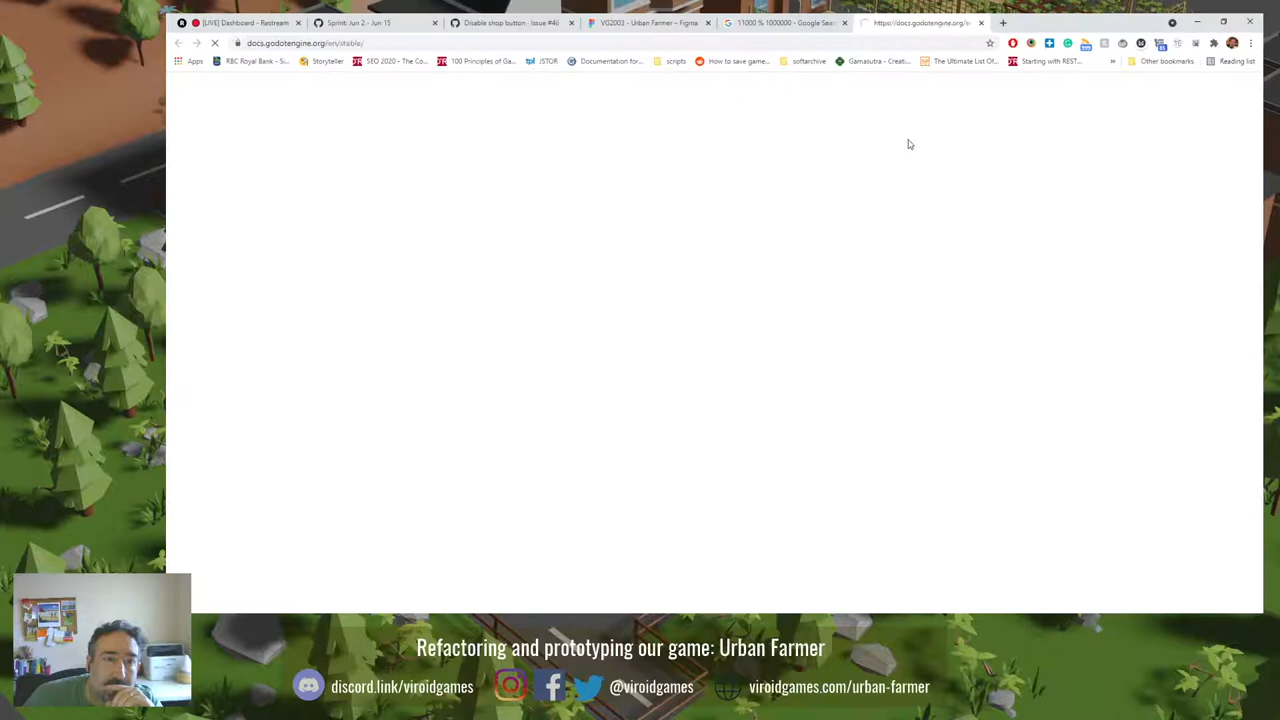 [LIVE] Dashboard - Restream
Sprint: Jun 2 - Jun 15
Disable shop button · Issue #46
VG2003 - Urban Farmer – Figma
11000 % 1000000 - Google Sea
https://docs.godotengine.org/e
docs.godotengine.org/en/stable/
Apps
RBC Royal Bank - Si...
Storyteller
SEO 2020 - The Co...
100 Principles of Ga...
JSTOR
Documentation for...
scripts
How to save game...
softarchive
Gamasutra - Creati...
The Ultimate List Of...
Starting with REST...
»
Other bookmarks
Reading list
Refactoring and prototyping our game: Urban Farmer
discord.link/viroidgames
@viroidgames
viroidgames.com/urban-farmer